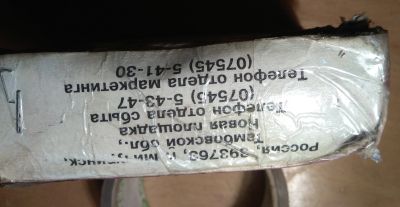 Россия 393763, г.
Тамбовской обл.,
Новая площадка
Телефон отдела сбыта
(07545) 5-43-47
Телефон отдела маркетинга
(07545) 5-41-30